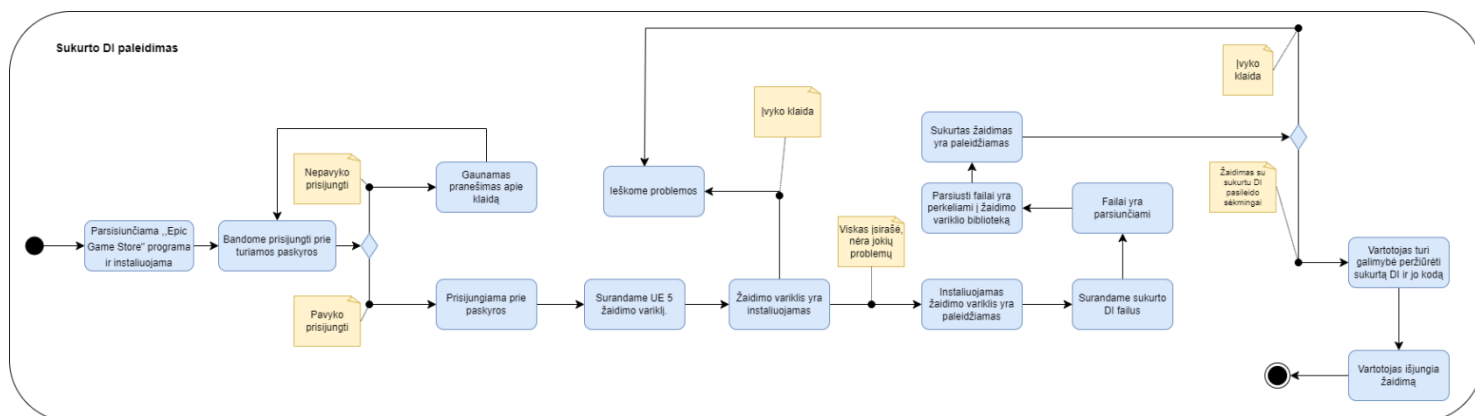 Sukurto DI paleidimas
Įvyko
klaida
Įvyko klaida
Sukurtas žaidimas
yra paleidžiamas
Nepavyko
prisijungti
Gaunamas
pranešimas apie
klaidą
Ieškome problemos
Parsiusti failai yra
perkeliami į žaidimo
variklio biblioteką
Failai yra
parsiunčiami
Žaidimas su
sukurtu DI
pasileido
sėkmingai
Parsisiunčiama ,,Epic
Game Store" programa
ir instaliuojama
Bandome prisijungti prie
turiamos paskyros
Viskas įsirašė,
nėra jokių
problemų
Vartotojas turi
galimybė peržiūrėti
sukurtą DI ir jo kodą
Pavyko
prisijungti
Prisijungiama prie
paskyros
Surandame UE 5
žaidimo variklį.
Žaidimo variklis yra
instaliuojamas
Instaliuojamas
žaidimo variklis yra
paleidžiamas
Surandame sukurto
DI failus
Vartotojas išjungia
žaidimą